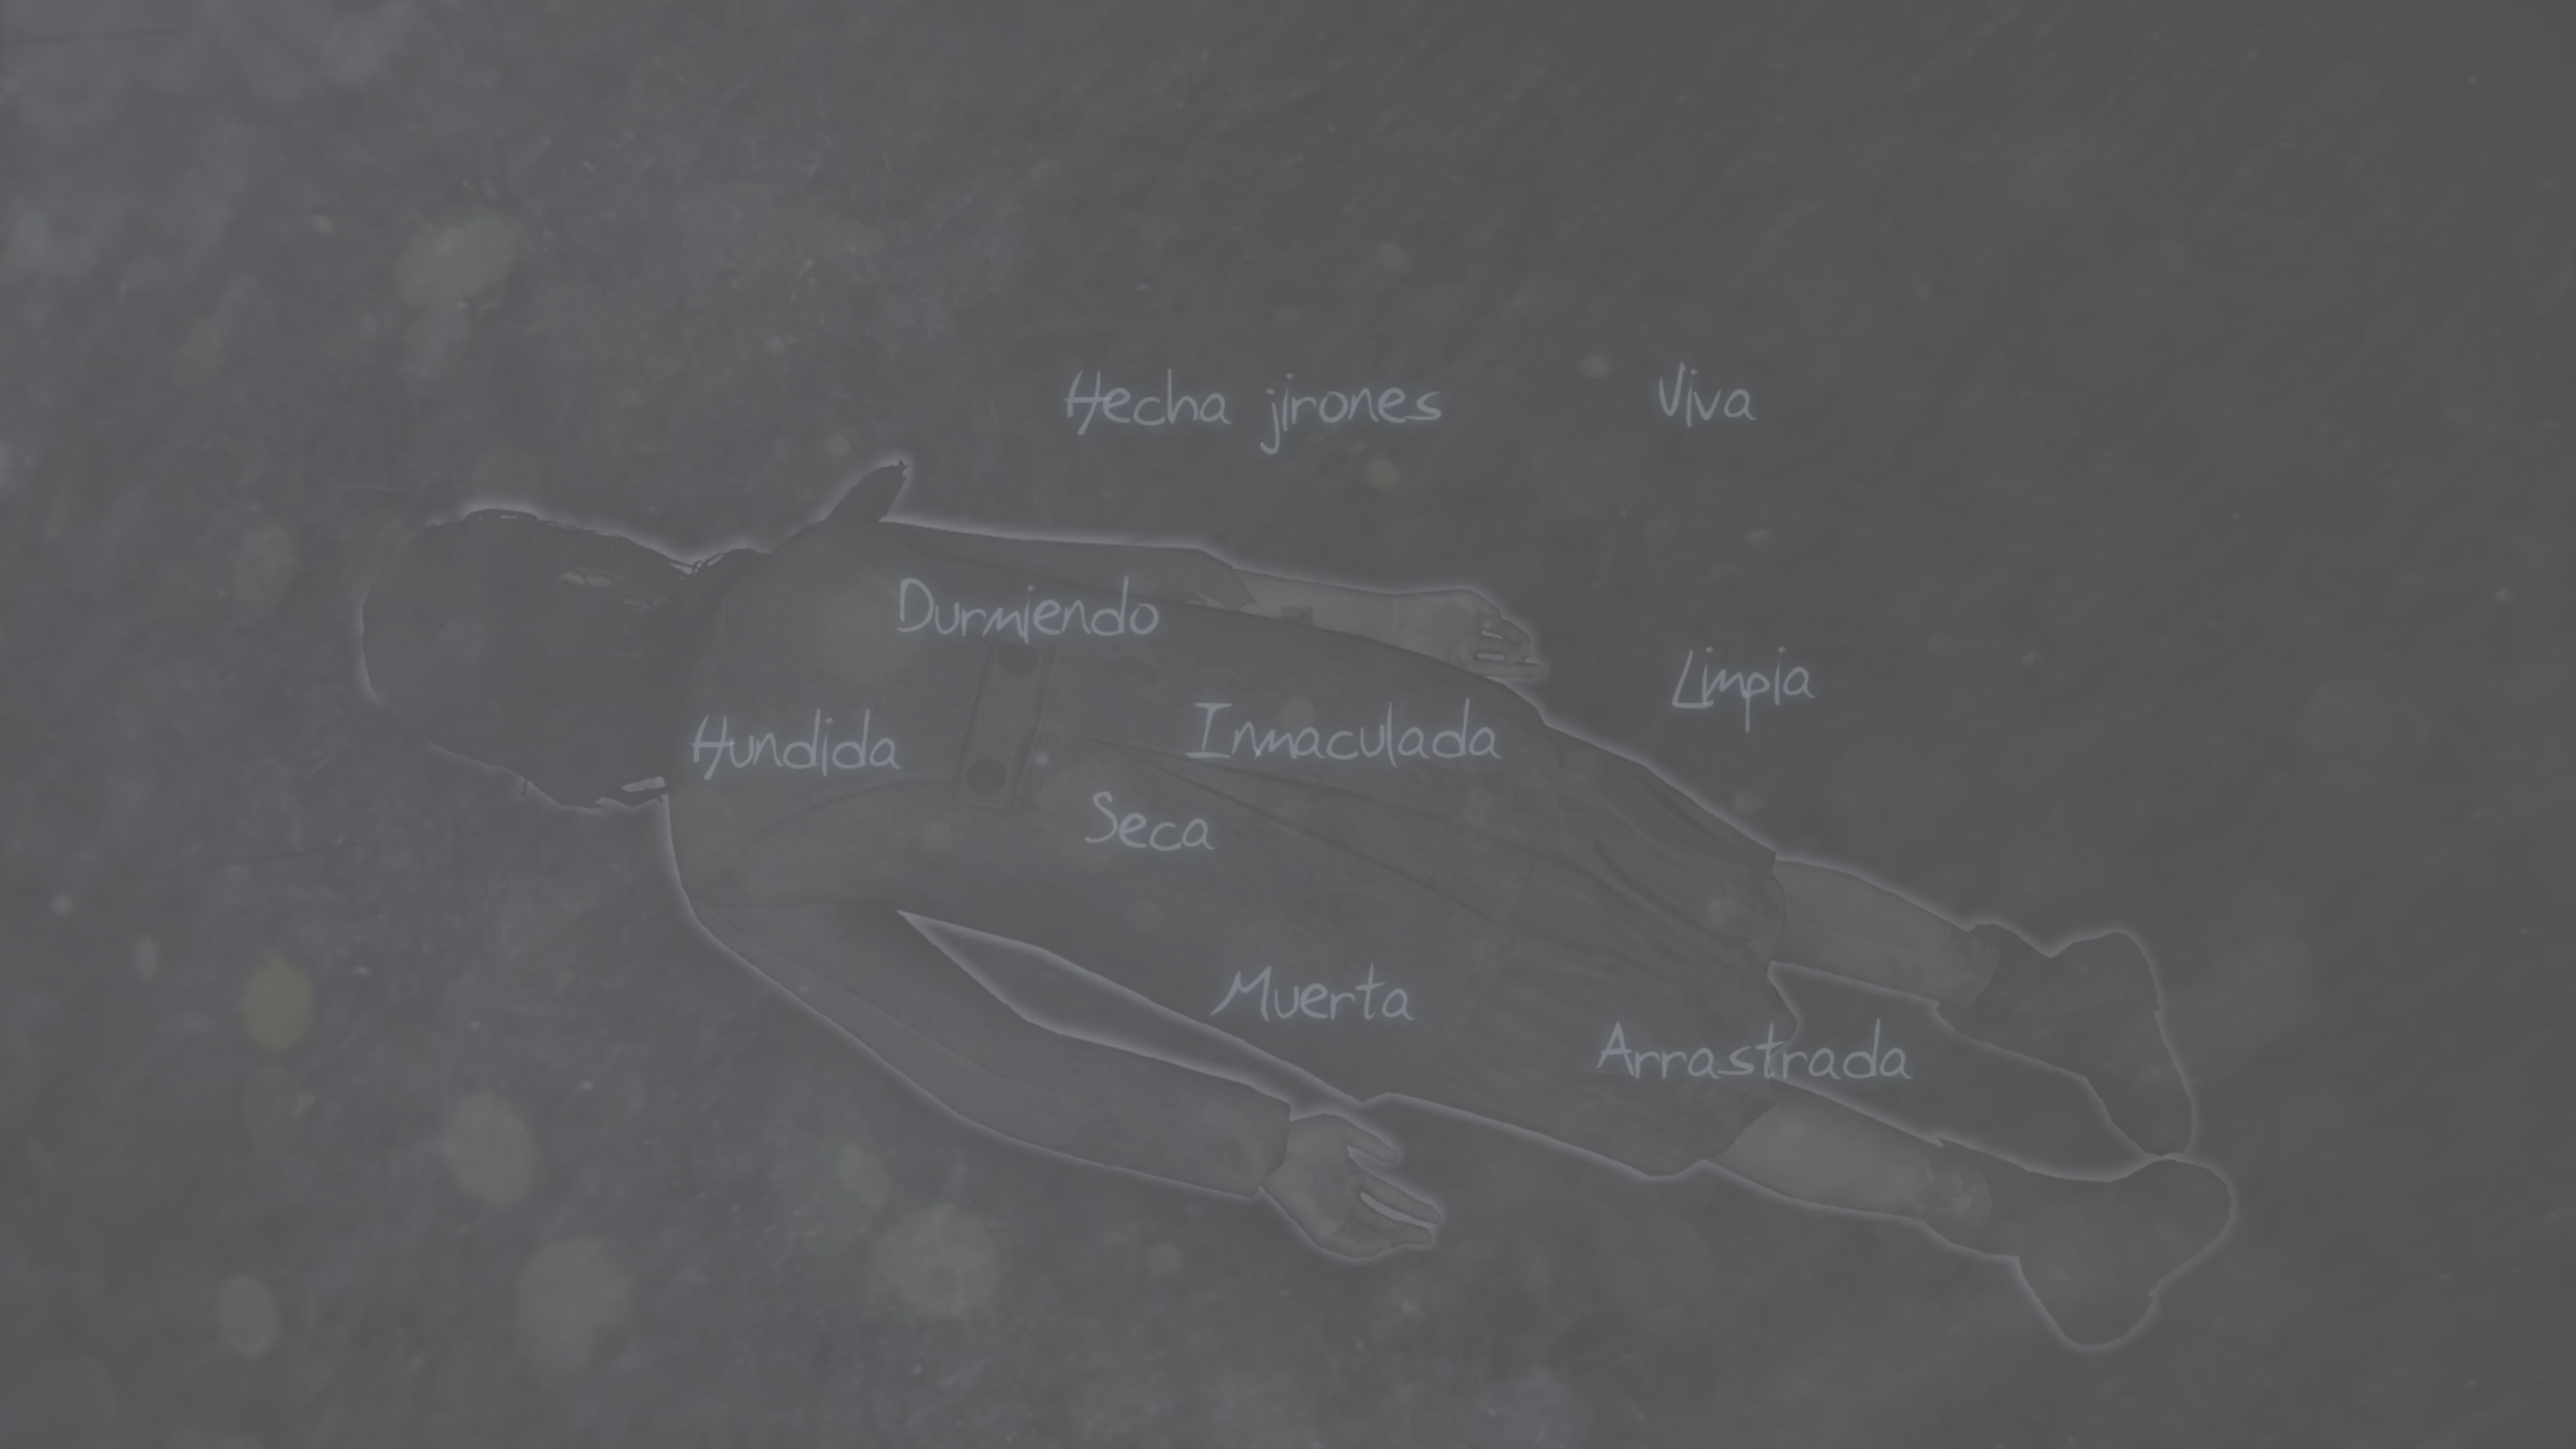 Hecha jirones
Viva
Durmiendo
Limpia
Hundida
Inmaculada
Seca
Muerta
Arrastrada